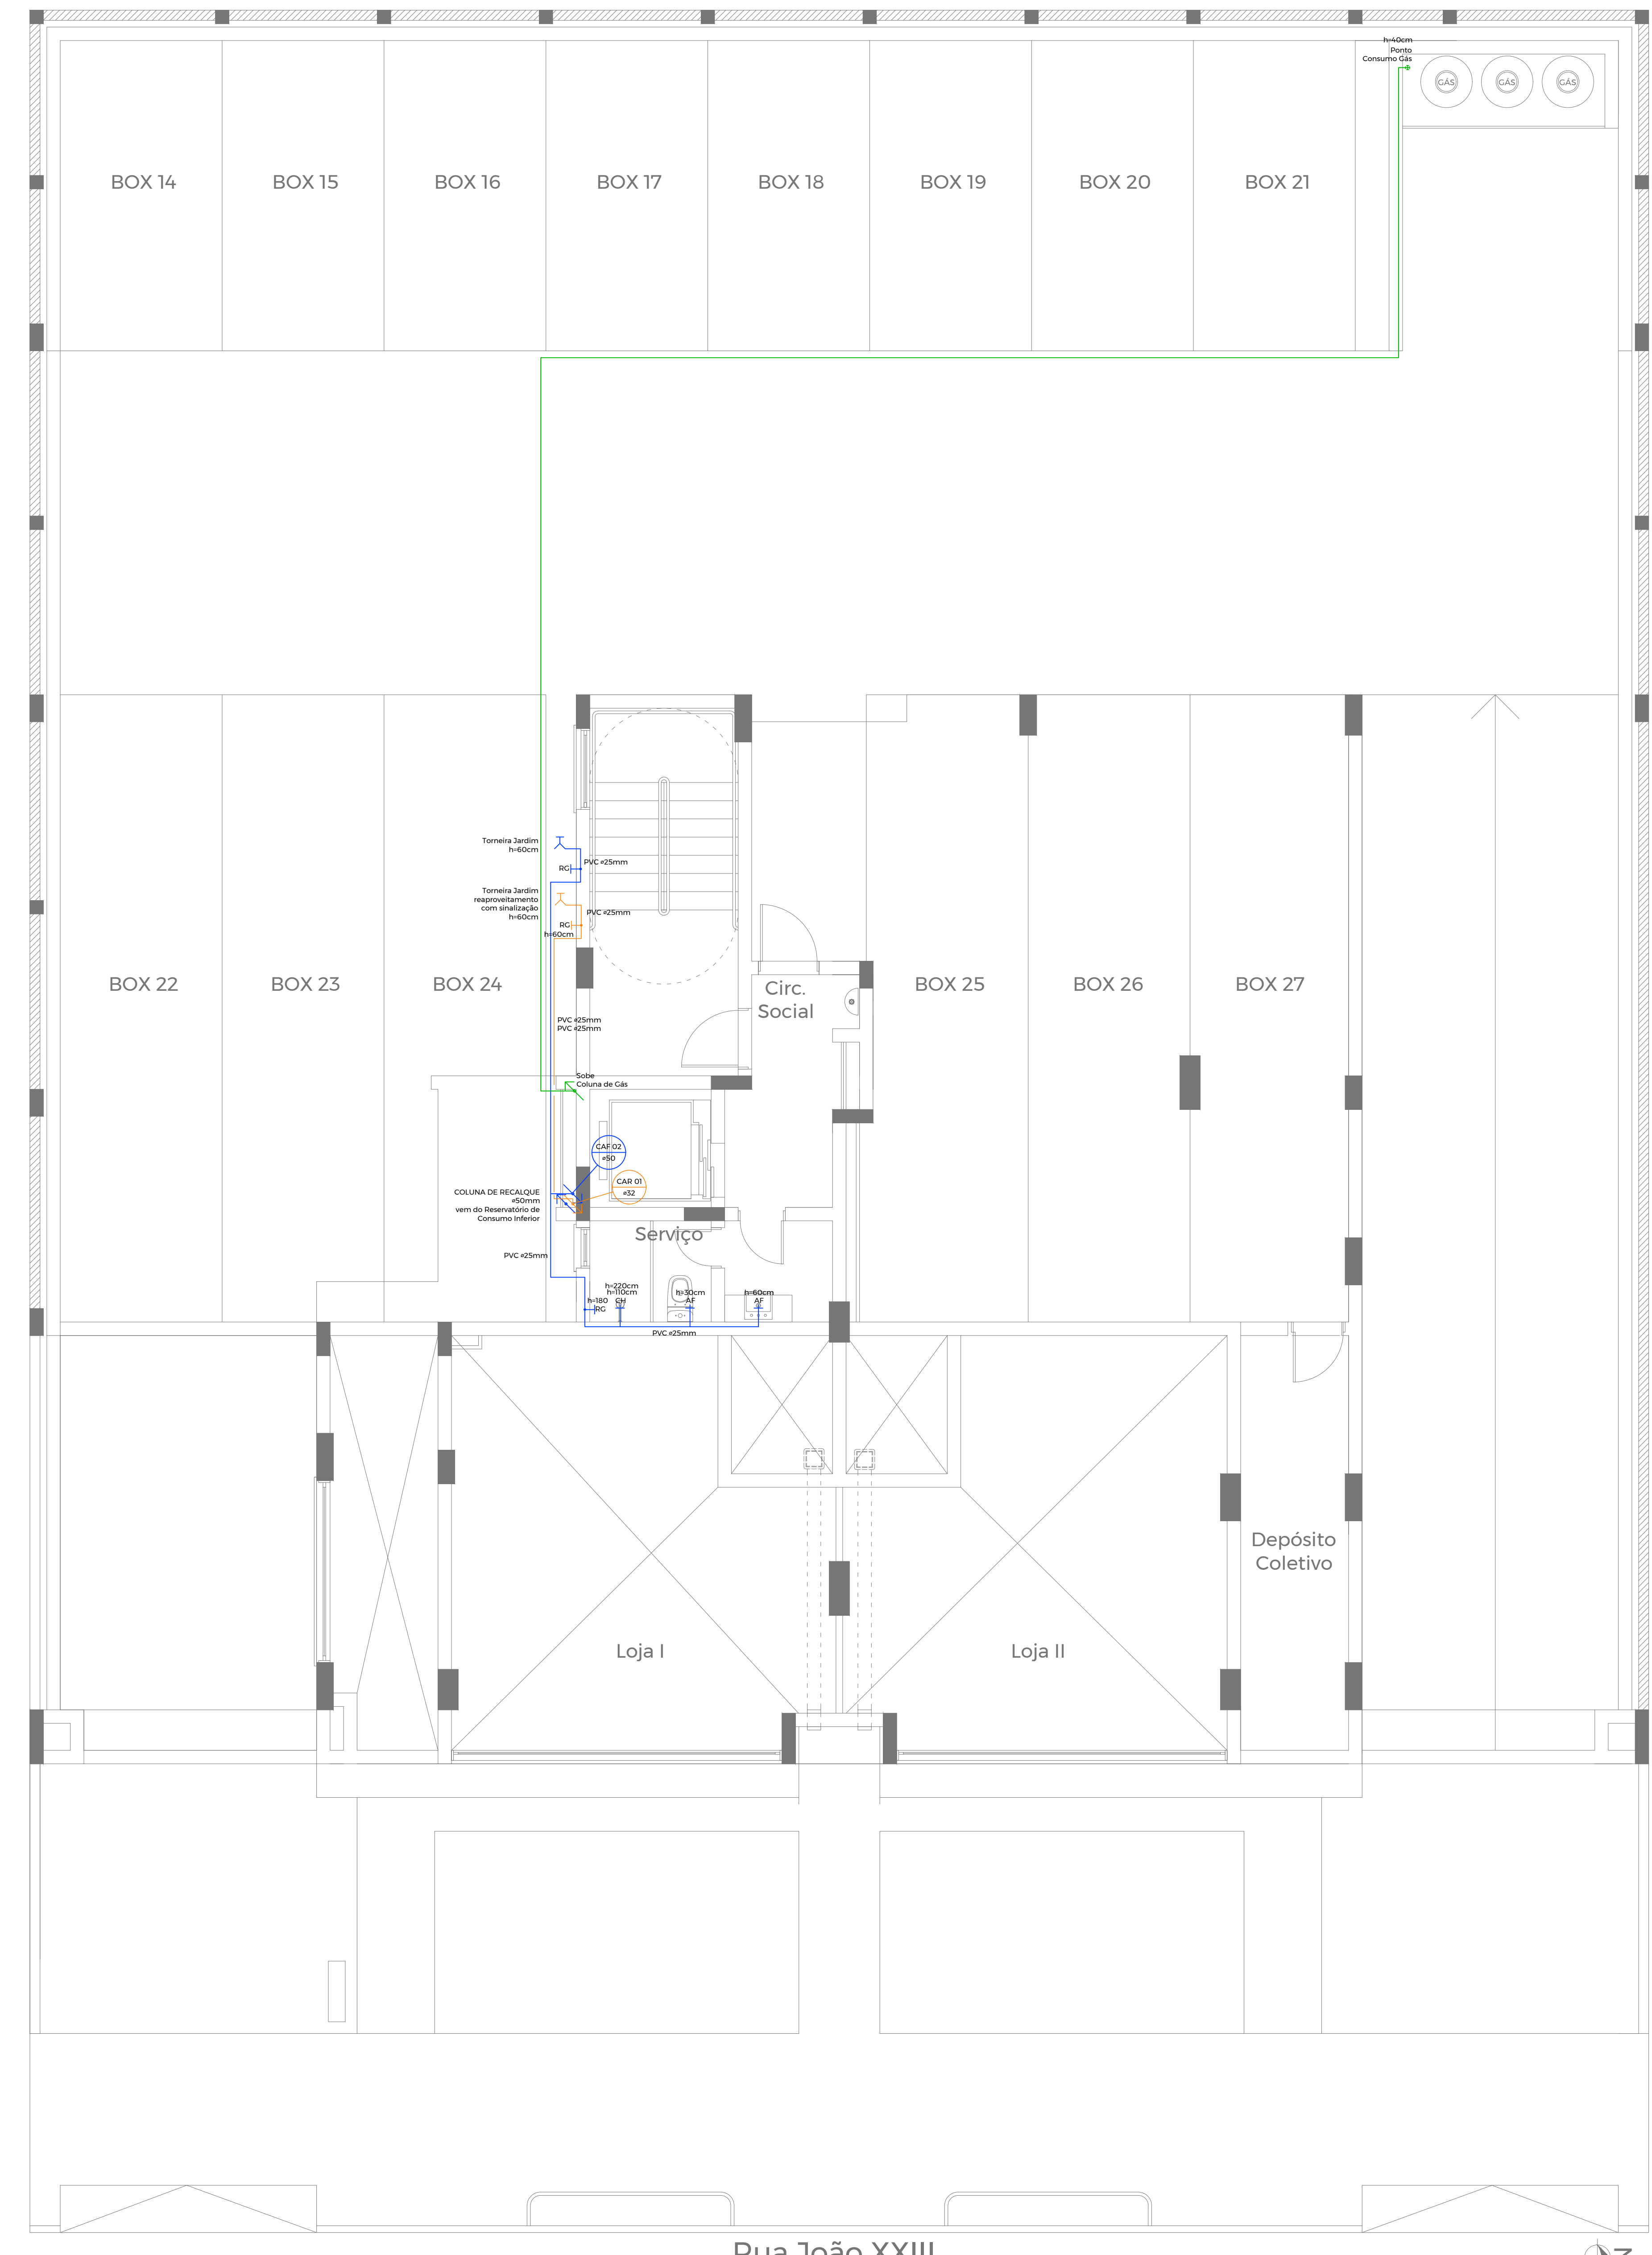 h=40cm
Ponto
Consumo Gás
GÁS
GÁS
GÁS
BOX 14
BOX 15
BOX 16
BOX 17
BOX 18
BOX 19
BOX 20
BOX 21
Torneira Jardim
h=60cm
PVC ø25mm
RG
Torneira Jardim
reaproveitamento
com sinalização
h=60cm
PVC ø25mm
RG
h=60cm
BOX 22
BOX 23
BOX 24
Circ.
Social
BOX 25
BOX 26
BOX 27
PVC ø25mm
PVC ø25mm
Sobe
Coluna de Gás
CAF 02
ø50
CAR 01
ø32
COLUNA DE RECALQUE
ø50mm
vem do Reservatório de
Consumo Inferior
Serviço
PVC ø25mm
h=220cm
h=110cm
CH
h=180
RG
h=30cm
AF
h=60cm
AF
PVC ø25mm
Depósito
Coletivo
Loja I
Loja II
Rua João XXIII